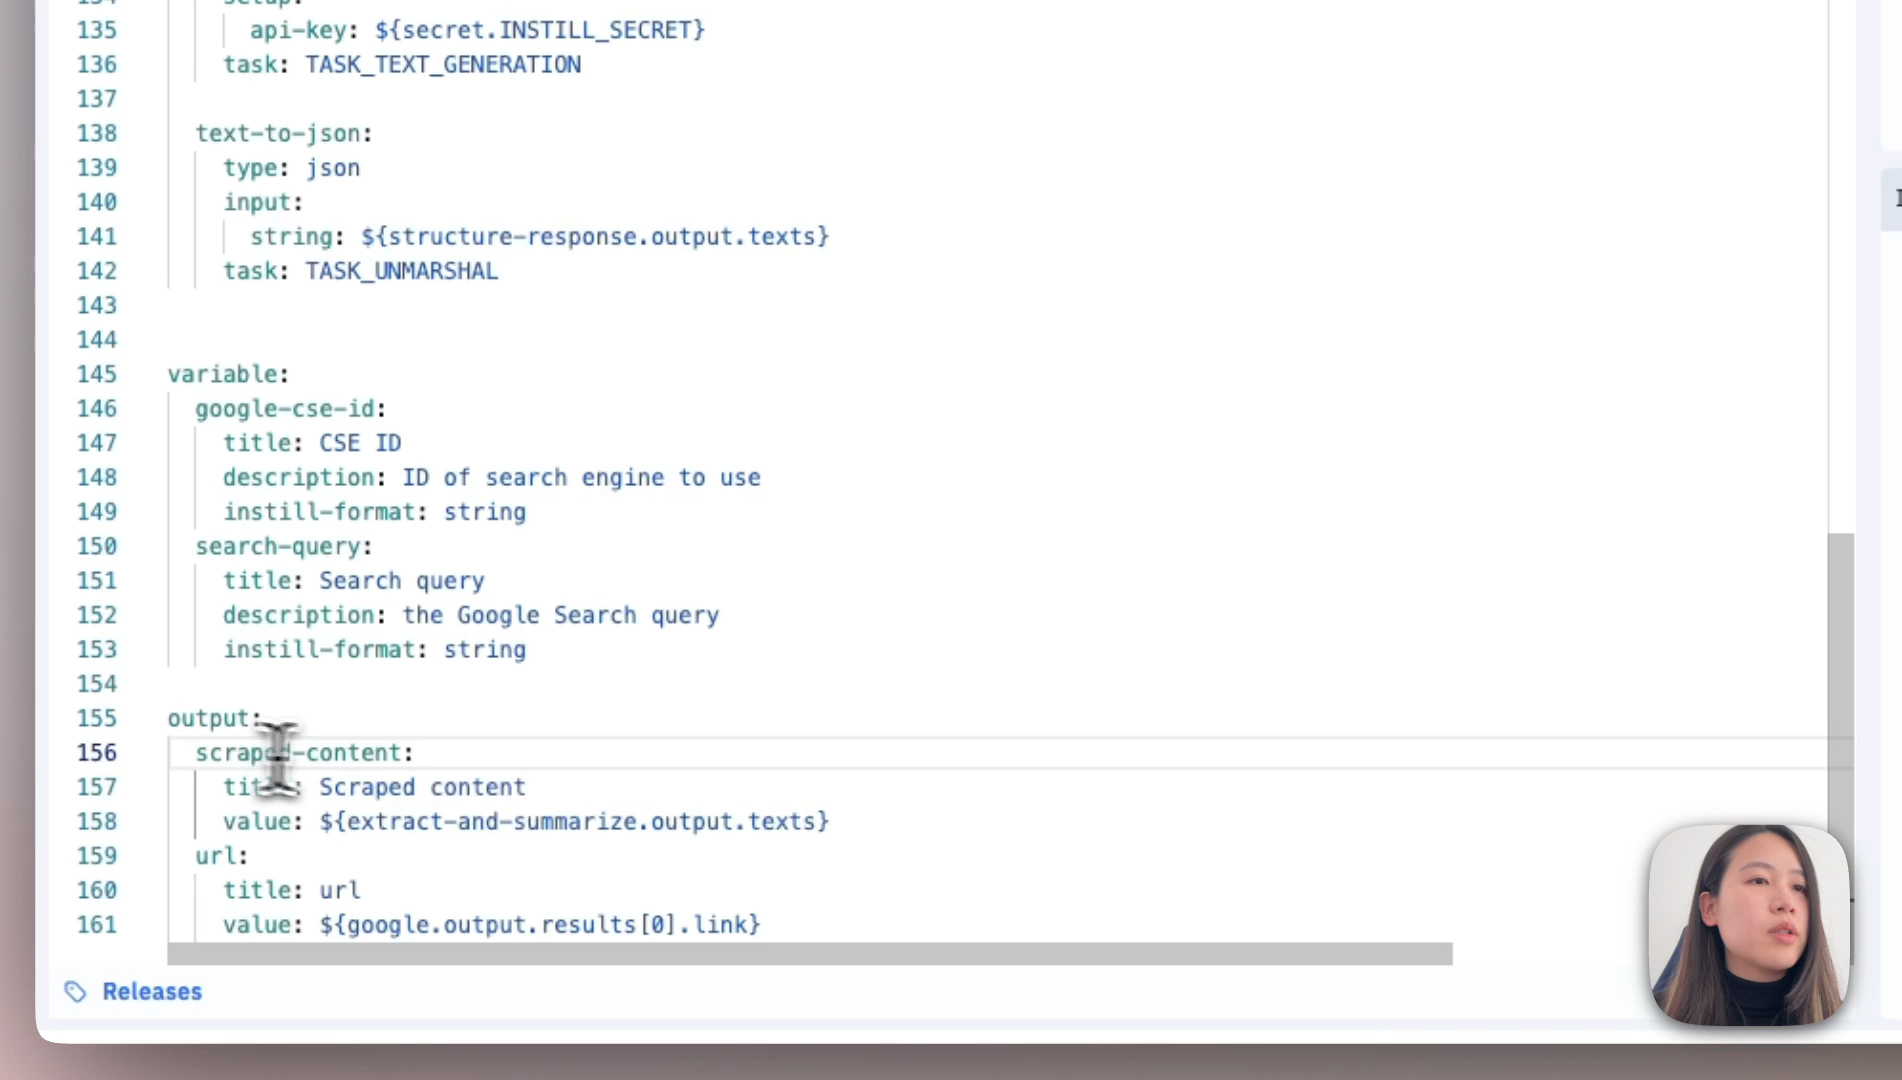 135 api-key: ${secret.INSTILL_SECRET}
136 task: TASK_TEXT_GENERATION
137
138 text-to-json:
139 type: json
140 input:
141 string: ${structure-response.output.texts}
142 task: TASK_UNMARSHAL
143
144
145 variable:
146 google-cse-id:
147 title: CSE ID
148 description: ID of search engine to use
149 instill-format: string
150 search-query:
151 title: Search query
152 description: the Google Search query
153 instill-format: string
154
155 output:
156 scraped-content:
157 title: Scraped content
158 value: ${extract-and-summarize.output.texts}
159 url:
160 title: url
161 value: ${google.output.results[0].link}
Releases